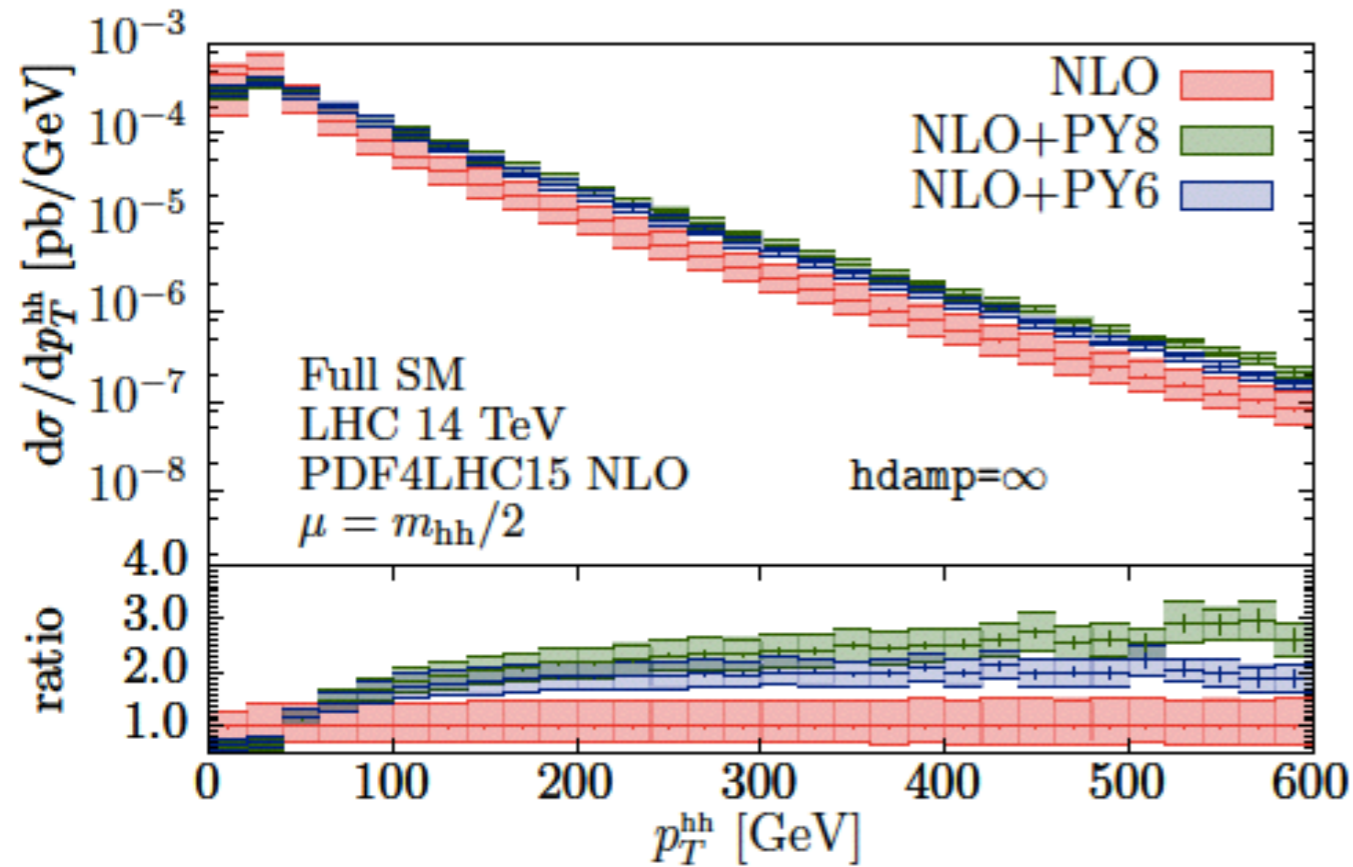 10⁻³
10⁻⁴
10⁻⁵
10⁻⁶
10⁻⁷
10⁻⁸
dσ/dp_T^hh [pb/GeV]
NLO
NLO+PY8
NLO+PY6
Full SM
LHC 14 TeV
PDF4LHC15 NLO
hdamp=∞
μ = m_hh/2
4.0
3.0
2.0
1.0
ratio
0 100 200 300 400 500 600
p_T^hh [GeV]